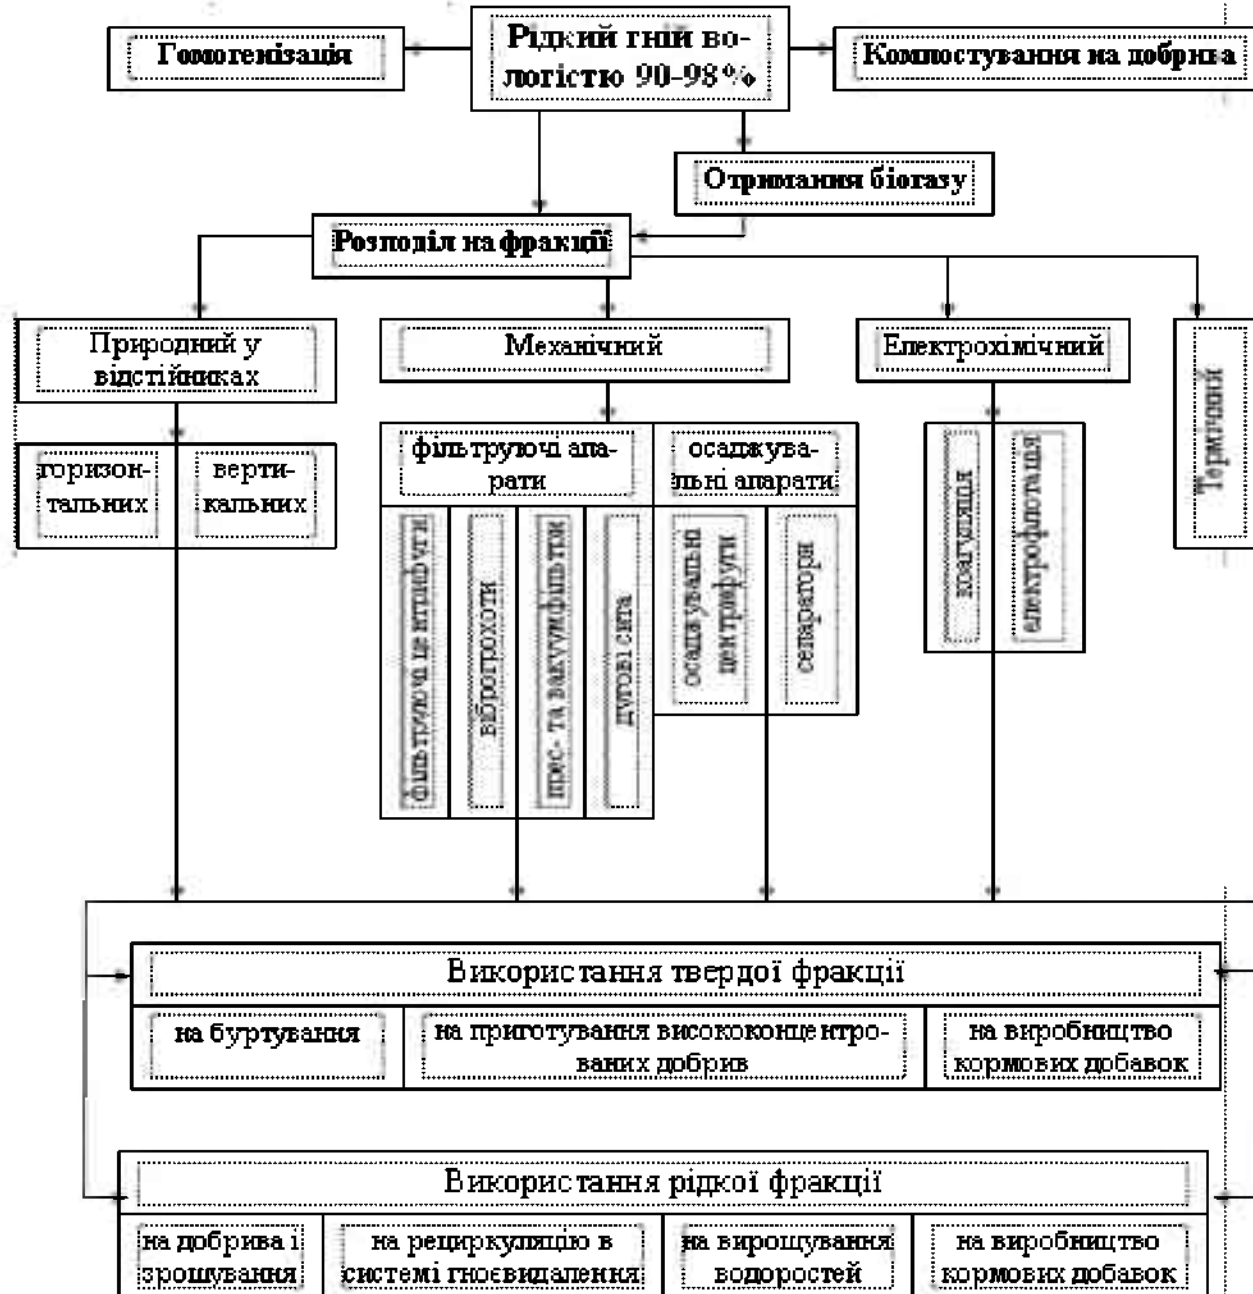 Рідкий гній во-
логістю 90-98%
Гомогенізація
Компостування на добрива
Отримання біогазу
Розподіл на фракції
Природний у
відстійниках
Механічний
Електрохімічний
Термічний
горизон-
тальних
верти-
кальних
фільтруючі апа-
рати
осаджува-
льні апарати
фільтруючі центрифуги
віброгрохоти
прес- та вакуумфільтри
дугові сита
осаджувальні
центрифуги
сепаратори
коагуляція
електрофлотація
Використання твердої фракції
на буртування
на приготування висококонцентро-
ваних добрив
на виробництво
кормових добавок
Використання рідкої фракції
на добрива і
зрошування
на рециркуляцію в
системі гноєвидалення
на вирощування
водоростей
на виробництво
кормових добавок